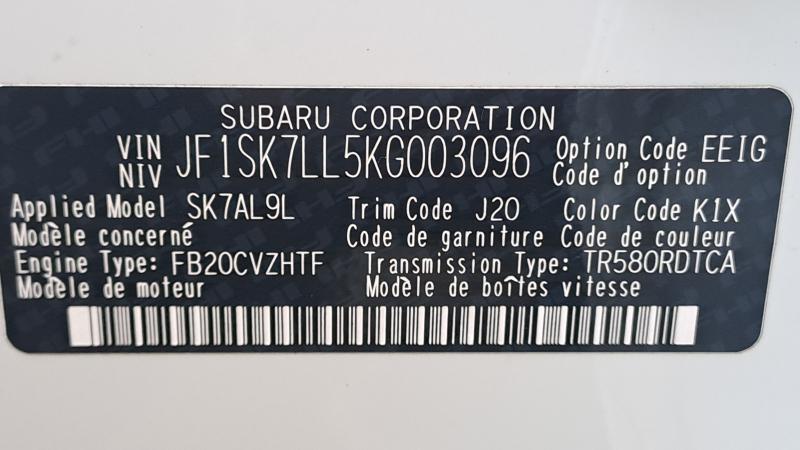 SUBARU CORPORATION
VIN NIV JF1SK7LL5KG003096 Option Code EEIG
Code d'option
Applied Model SK7AL9L Trim Code J20 Color Code K1X
Modèle concerné Code de garniture Code de couleur
Engine Type: FB20CVZHTF Transmission Type: TR580RDTCA
Modèle de moteur Modèle de boîtes vitesse